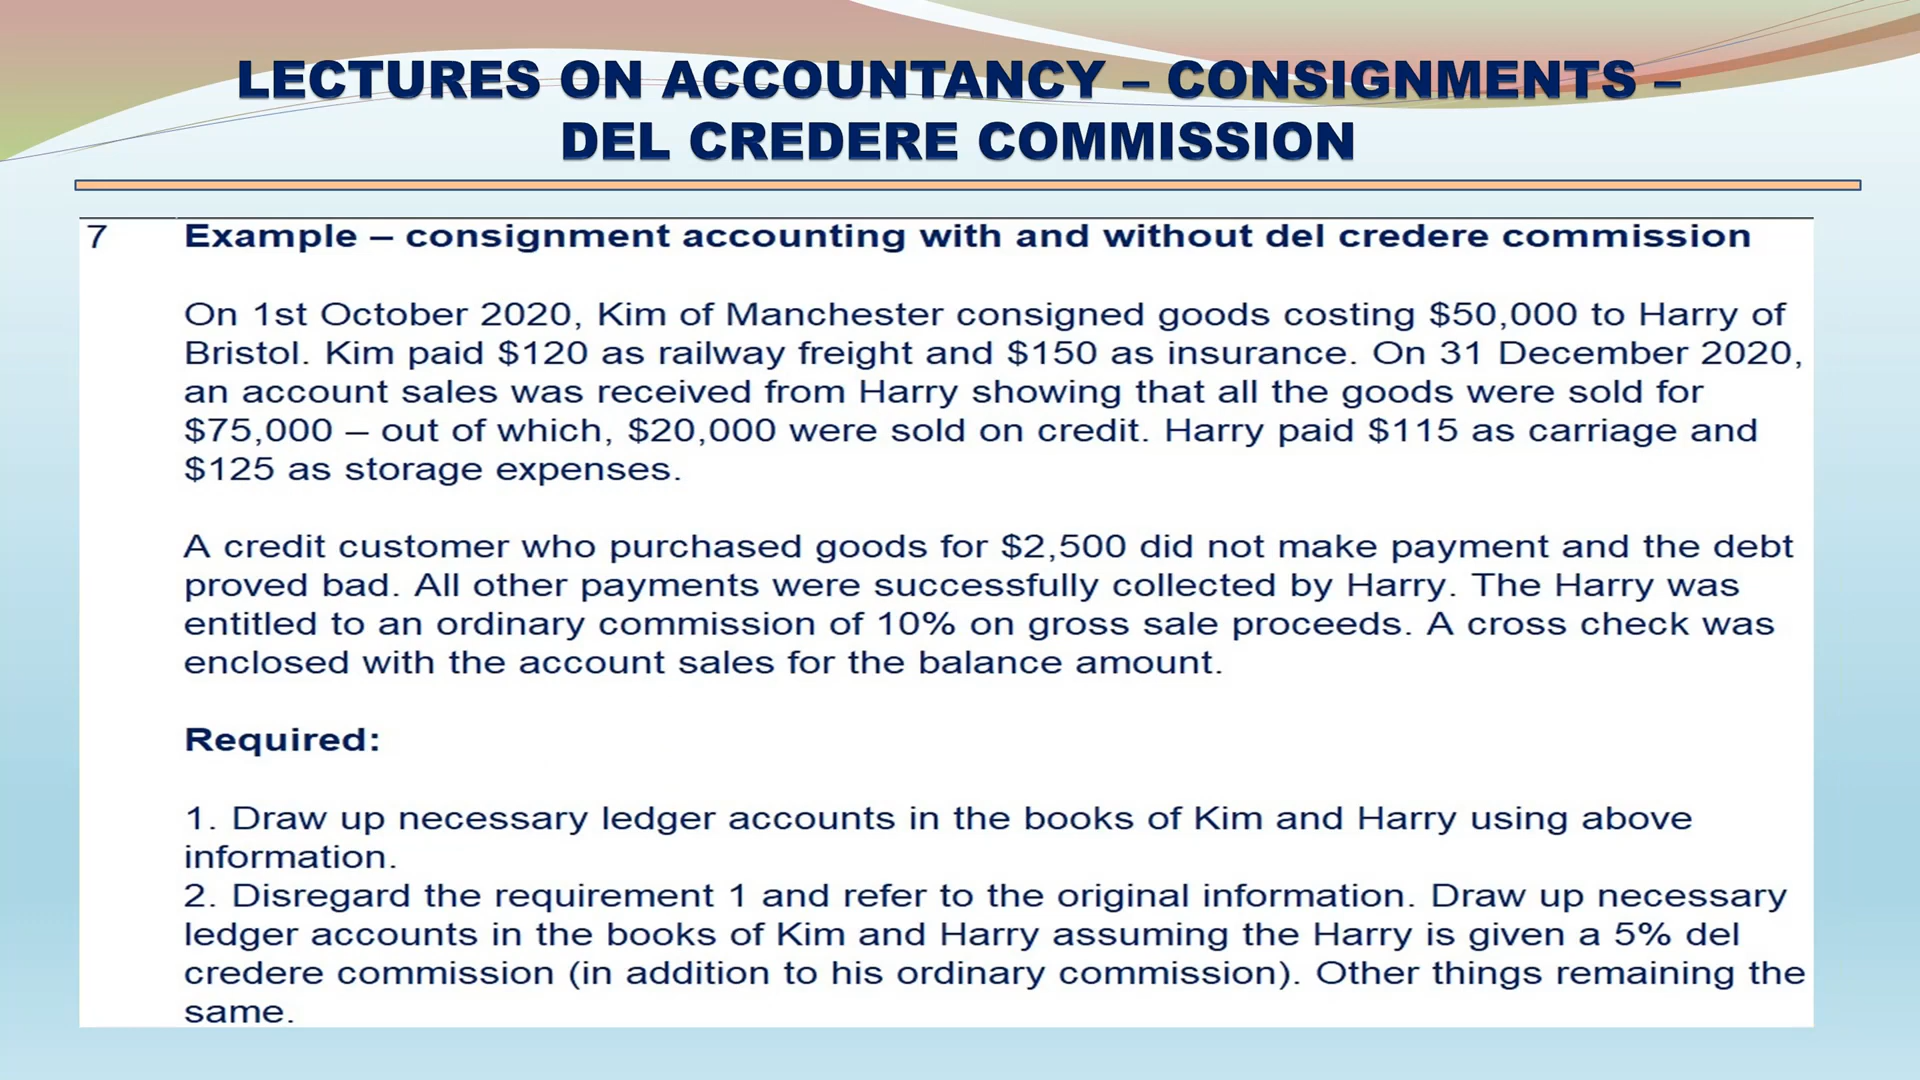 LECTURES ON ACCOUNTANCY – CONSIGNMENTS –
DEL CREDERE COMMISSION
7 Example – consignment accounting with and without del credere commission
On 1st October 2020, Kim of Manchester consigned goods costing $50,000 to Harry of
Bristol. Kim paid $120 as railway freight and $150 as insurance. On 31 December 2020,
an account sales was received from Harry showing that all the goods were sold for
$75,000 – out of which, $20,000 were sold on credit. Harry paid $115 as carriage and
$125 as storage expenses.
A credit customer who purchased goods for $2,500 did not make payment and the debt
proved bad. All other payments were successfully collected by Harry. The Harry was
entitled to an ordinary commission of 10% on gross sale proceeds. A cross check was
enclosed with the account sales for the balance amount.
Required:
1. Draw up necessary ledger accounts in the books of Kim and Harry using above
information.
2. Disregard the requirement 1 and refer to the original information. Draw up necessary
ledger accounts in the books of Kim and Harry assuming the Harry is given a 5% del
credere commission (in addition to his ordinary commission). Other things remaining the
same.